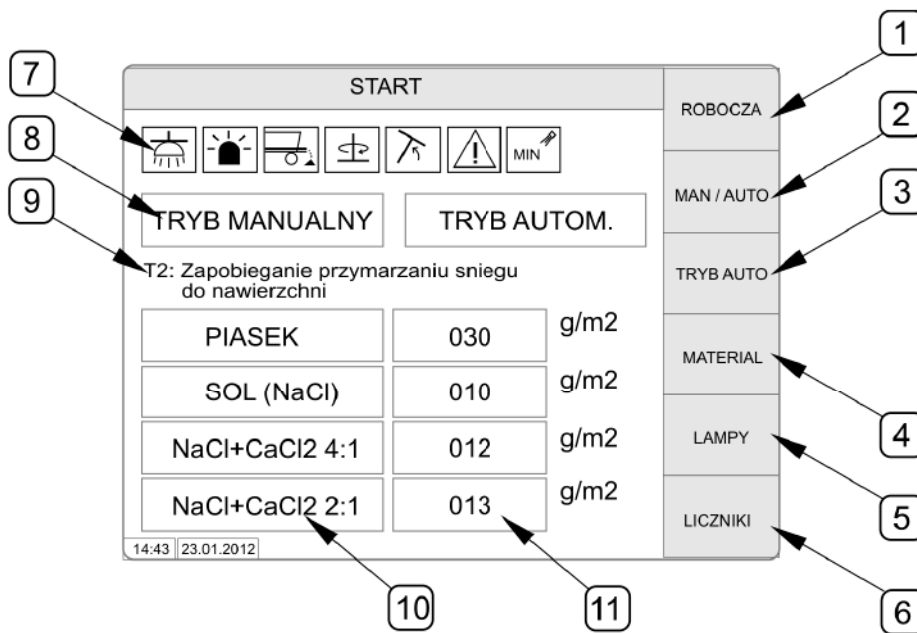 1
START
ROBOCZA
7
2
8
MIN
MAN / AUTO
3
9
TRYB MANUALNY
TRYB AUTOM.
T2: Zapobieganie przymarzaniu sniegu
do nawierzchni
TRYB AUTO
PIASEK
030
g/m2
MATERIAL
SOL (NaCl)
010
g/m2
4
NaCl+CaCl2 4:1
012
g/m2
LAMPY
NaCl+CaCl2 2:1
013
g/m2
5
LICZNIKI
14:43
23.01.2012
10
11
6